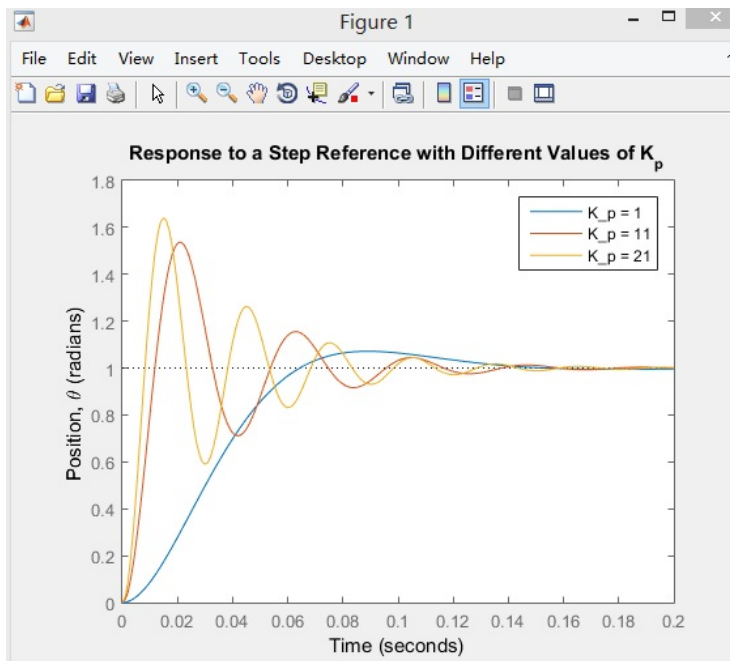 Figure 1
File Edit View Insert Tools Desktop Window Help
Response to a Step Reference with Different Values of Kp
1.8
1.6
1.4
1.2
1
0.8
0.6
0.4
0.2
0
Position, θ (radians)
K_p = 1
K_p = 11
K_p = 21
0 0.02 0.04 0.06 0.08 0.1 0.12 0.14 0.16 0.18 0.2
Time (seconds)